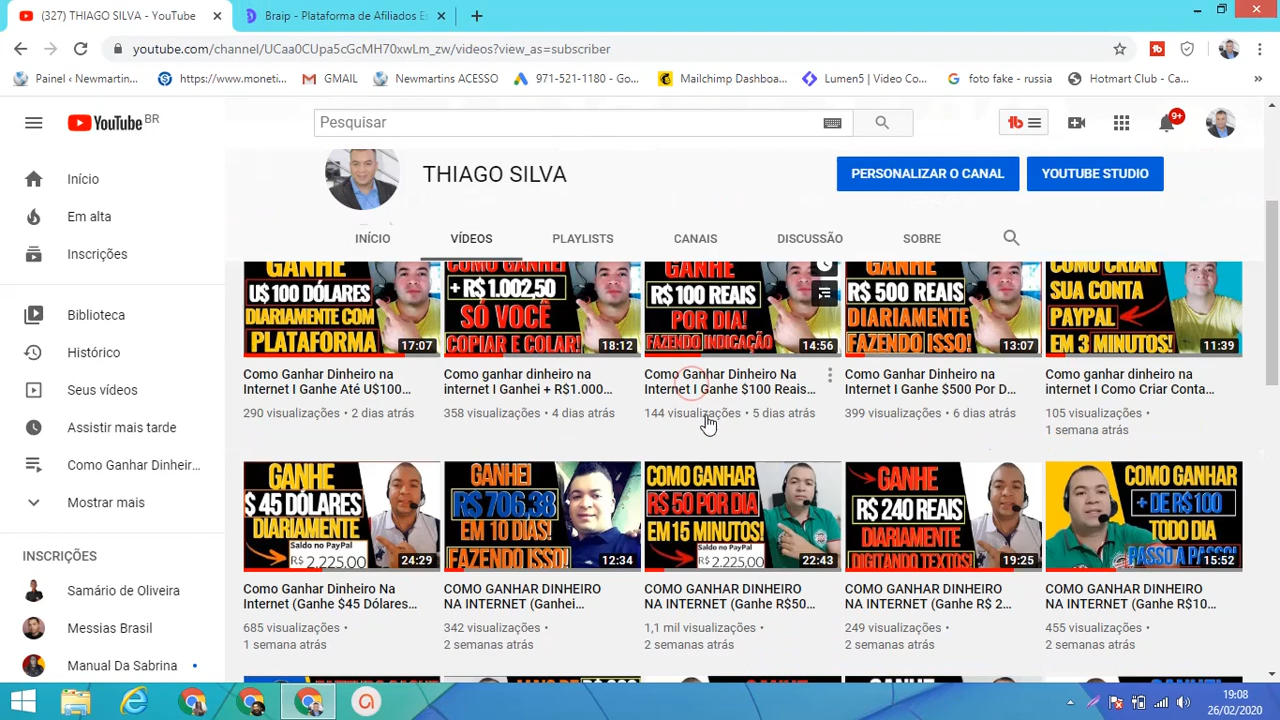 (327) THIAGO SILVA - YouTube
Braip - Plataforma de Afiliados Es
youtube.com/channel/UCaa0CUpa5cGcMH70xwLm_zw/videos?view_as=subscriber
Painel ‹ Newmartins...
https://www.moneti...
GMAIL
Newmartins ACESSO
971-521-1180 - Go...
Mailchimp Dashboa...
Lumen5 | Video Co...
foto fake - russia
Hotmart Club - Ca...
»
YouTube BR
Pesquisar
tb
9+
THIAGO SILVA
PERSONALIZAR O CANAL
YOUTUBE STUDIO
INÍCIO
VÍDEOS
PLAYLISTS
CANAIS
DISCUSSÃO
SOBRE
Início
Em alta
Inscrições
Biblioteca
Histórico
Seus vídeos
Assistir mais tarde
Como Ganhar Dinheir...
Mostrar mais
INSCRIÇÕES
Samário de Oliveira
Messias Brasil
Manual Da Sabrina
GANHE
U$ 100 DÓLARES
DIARIAMENTE COM
PLATAFORMA
17:07
Como Ganhar Dinheiro Na
Internet I Ganhe Até U$100...
290 visualizações • 2 dias atrás
COMO GANHEI
+ R$ 1.002,50
SÓ VOCÊ
COPIAR E COLAR!
18:12
Como Ganhar dinheiro na
internet I Ganhei + R$1.000...
358 visualizações • 4 dias atrás
GANHE
R$ 100 REAIS
POR DIA!
FAZENDO INDICAÇÃO
14:56
Como Ganhar Dinheiro Na
Internet I Ganhe $100 Reais...
144 visualizações • 5 dias atrás
GANHE
R$ 500 REAIS
DIARIAMENTE
FAZENDO ISSO!
13:07
Como Ganhar Dinheiro na
Internet I Ganhe $500 Por D...
399 visualizações • 6 dias atrás
COMO CRIAR
SUA CONTA
PAYPAL
EM 3 MINUTOS!
11:39
Como ganhar dinheiro na
internet I Como Criar Conta...
105 visualizações •
1 semana atrás
GANHE
$ 45 DÓLARES
DIARIAMENTE
Saldo no PayPal
R$ 2.225,00
24:29
Como Ganhar Dinheiro Na
Internet (Ganhe $45 Dólares...
685 visualizações •
1 semana atrás
GANHEI
R$ 706,38
EM 10 DIAS!
FAZENDO ISSO!
12:34
COMO GANHAR DINHEIRO
NA INTERNET (Ganhei...
342 visualizações •
2 semanas atrás
COMO GANHAR
R$ 50 POR DIA
EM 15 MINUTOS!
Saldo no PayPal
R$ 2.225,00
22:43
COMO GANHAR DINHEIRO
NA INTERNET (Ganhe R$50...
1,1 mil visualizações •
2 semanas atrás
GANHE
R$ 240 REAIS
DIARIAMENTE
DIGITANDO TEXTOS!
19:25
COMO GANHAR DINHEIRO
NA INTERNET (Ganhe R$ 2...
249 visualizações •
2 semanas atrás
COMO GANHAR
+ DE R$ 100
TODO DIA
PASSO A PASSO!
15:52
COMO GANHAR DINHEIRO
NA INTERNET (Ganhe R$10...
455 visualizações •
2 semanas atrás
19:08
26/02/2020